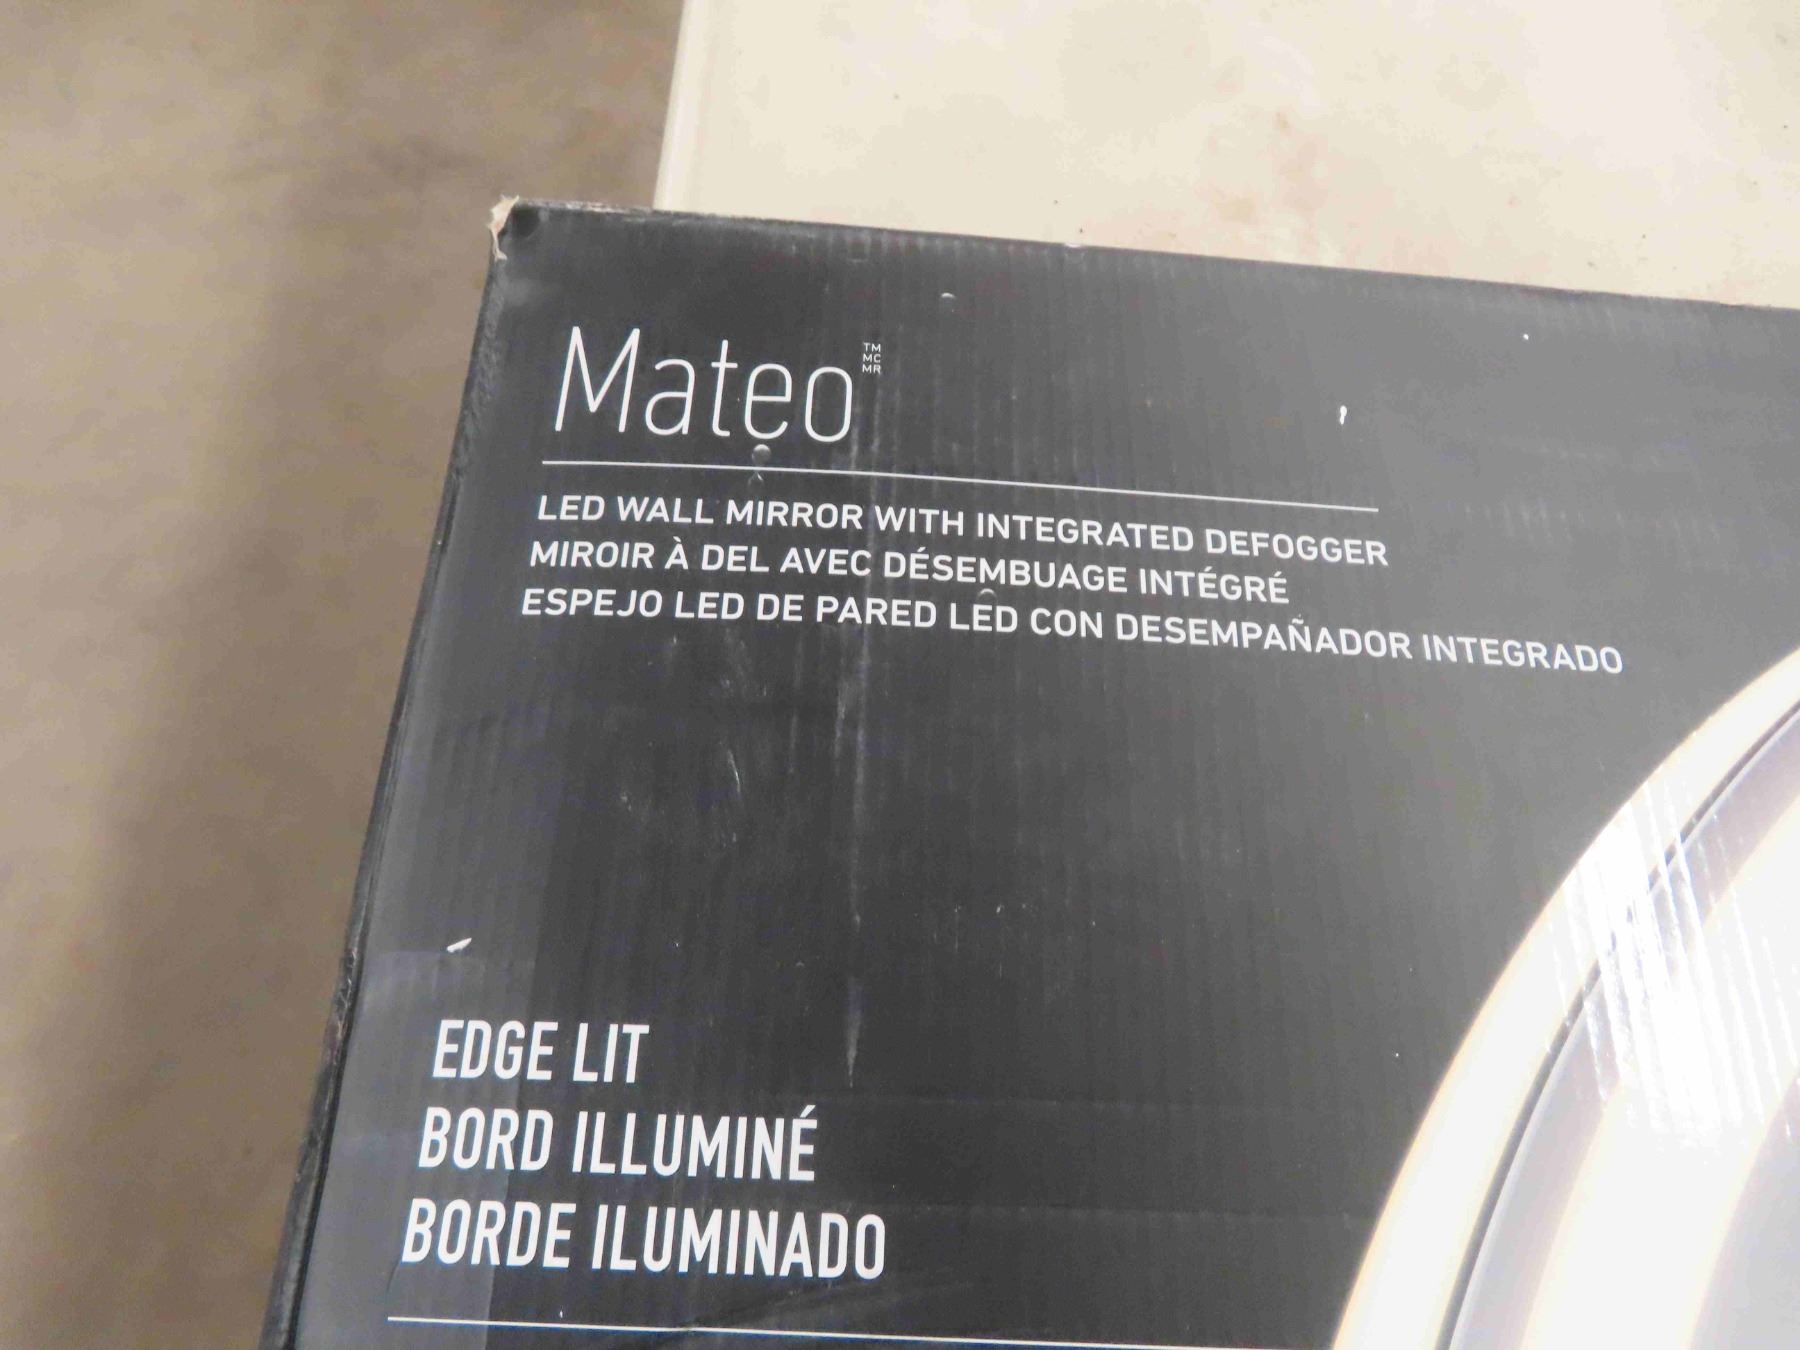 Mateo
TM
MC
MR
LED WALL MIRROR WITH INTEGRATED DEFOGGER
MIROIR À DEL AVEC DÉSEMBUAGE INTÉGRÉ
ESPEJO LED DE PARED LED CON DESEMPAÑADOR INTEGRADO
EDGE LIT
BORD ILLUMINÉ
BORDE ILUMINADO